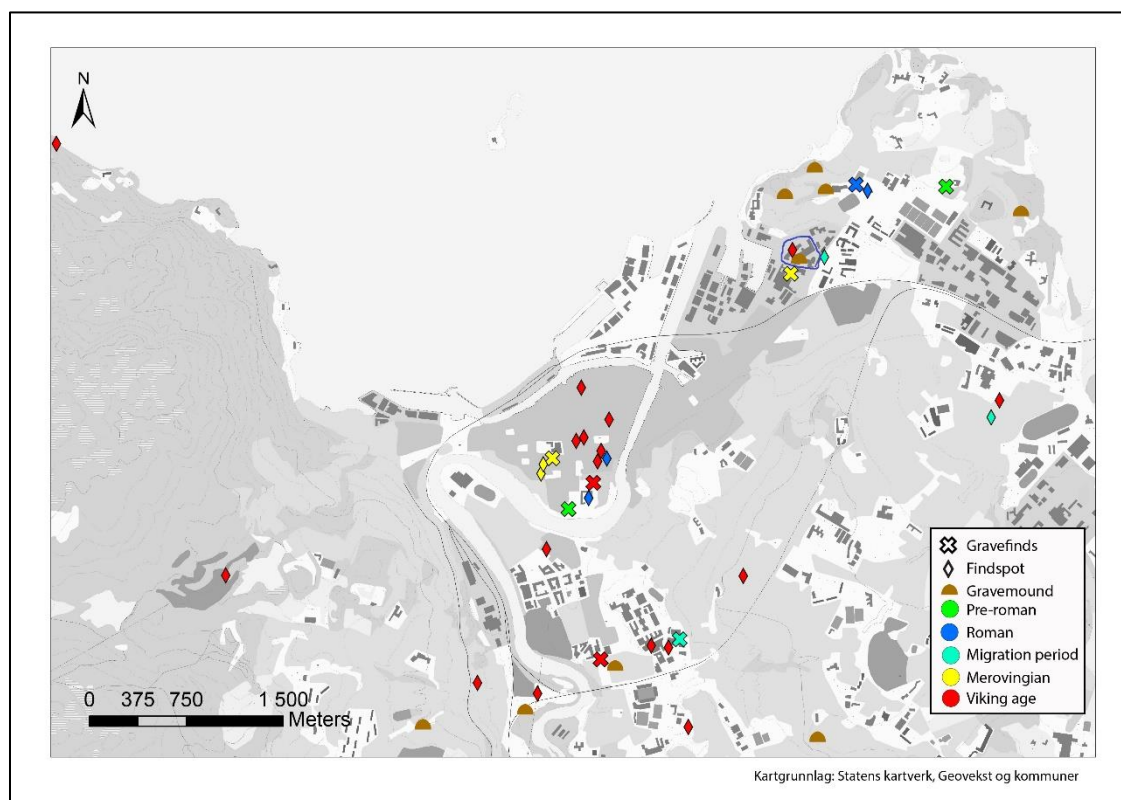 N
Gravefinds
Findspot
Gravemound
Pre-roman
Roman
Migration period
Merovingian
Viking age
0 375 750 1 500
Meters
Kartgrunnlag: Statens kartverk, Geovekst og kommuner